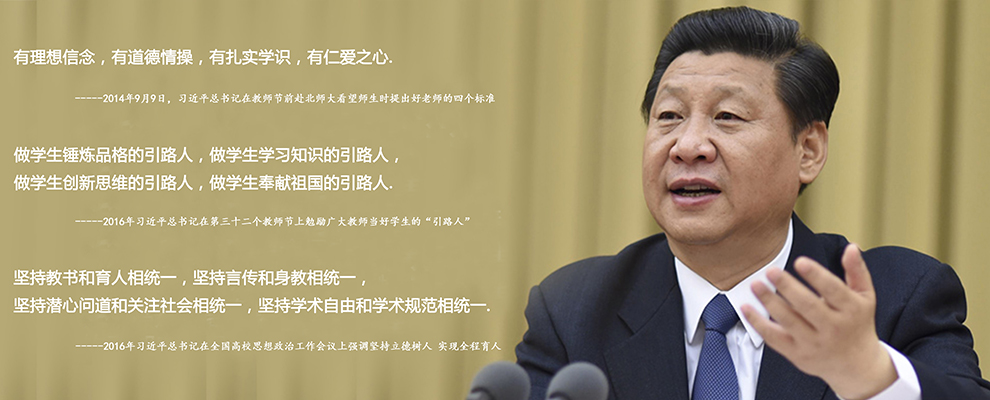 有理想信念，有道德情操，有扎实学识，有仁爱之心.
-----2014年9月9日，习近平总书记在教师节前赴北师大看望师生时提出好老师的四个标准
做学生锤炼品格的引路人，做学生学习知识的引路人，
做学生创新思维的引路人，做学生奉献祖国的引路人.
-----2016年习近平总书记在第三十二个教师节上勉励广大教师当好学生的“引路人”
坚持教书和育人相统一，坚持言传和身教相统一，
坚持潜心问道和关注社会相统一，坚持学术自由和学术规范相统一.
-----2016年习近平总书记在全国高校思想政治工作会议上强调坚持立德树人 实现全程育人